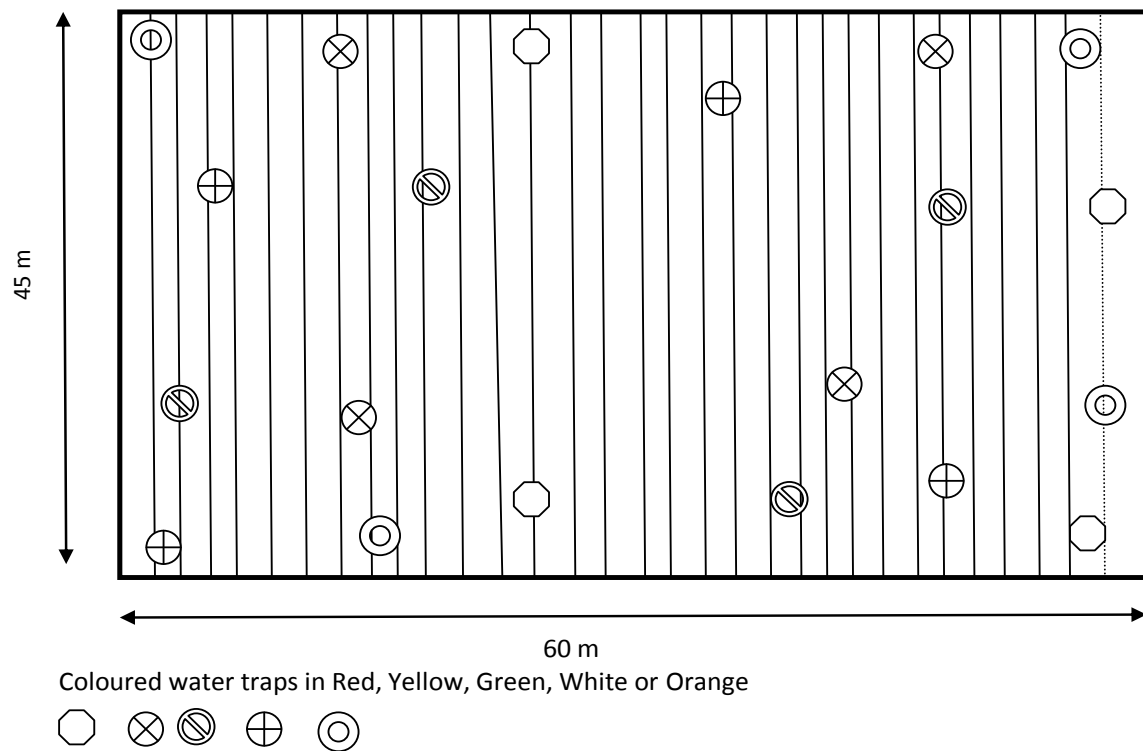 45 m
60 m
Coloured water traps in Red, Yellow, Green, White or Orange